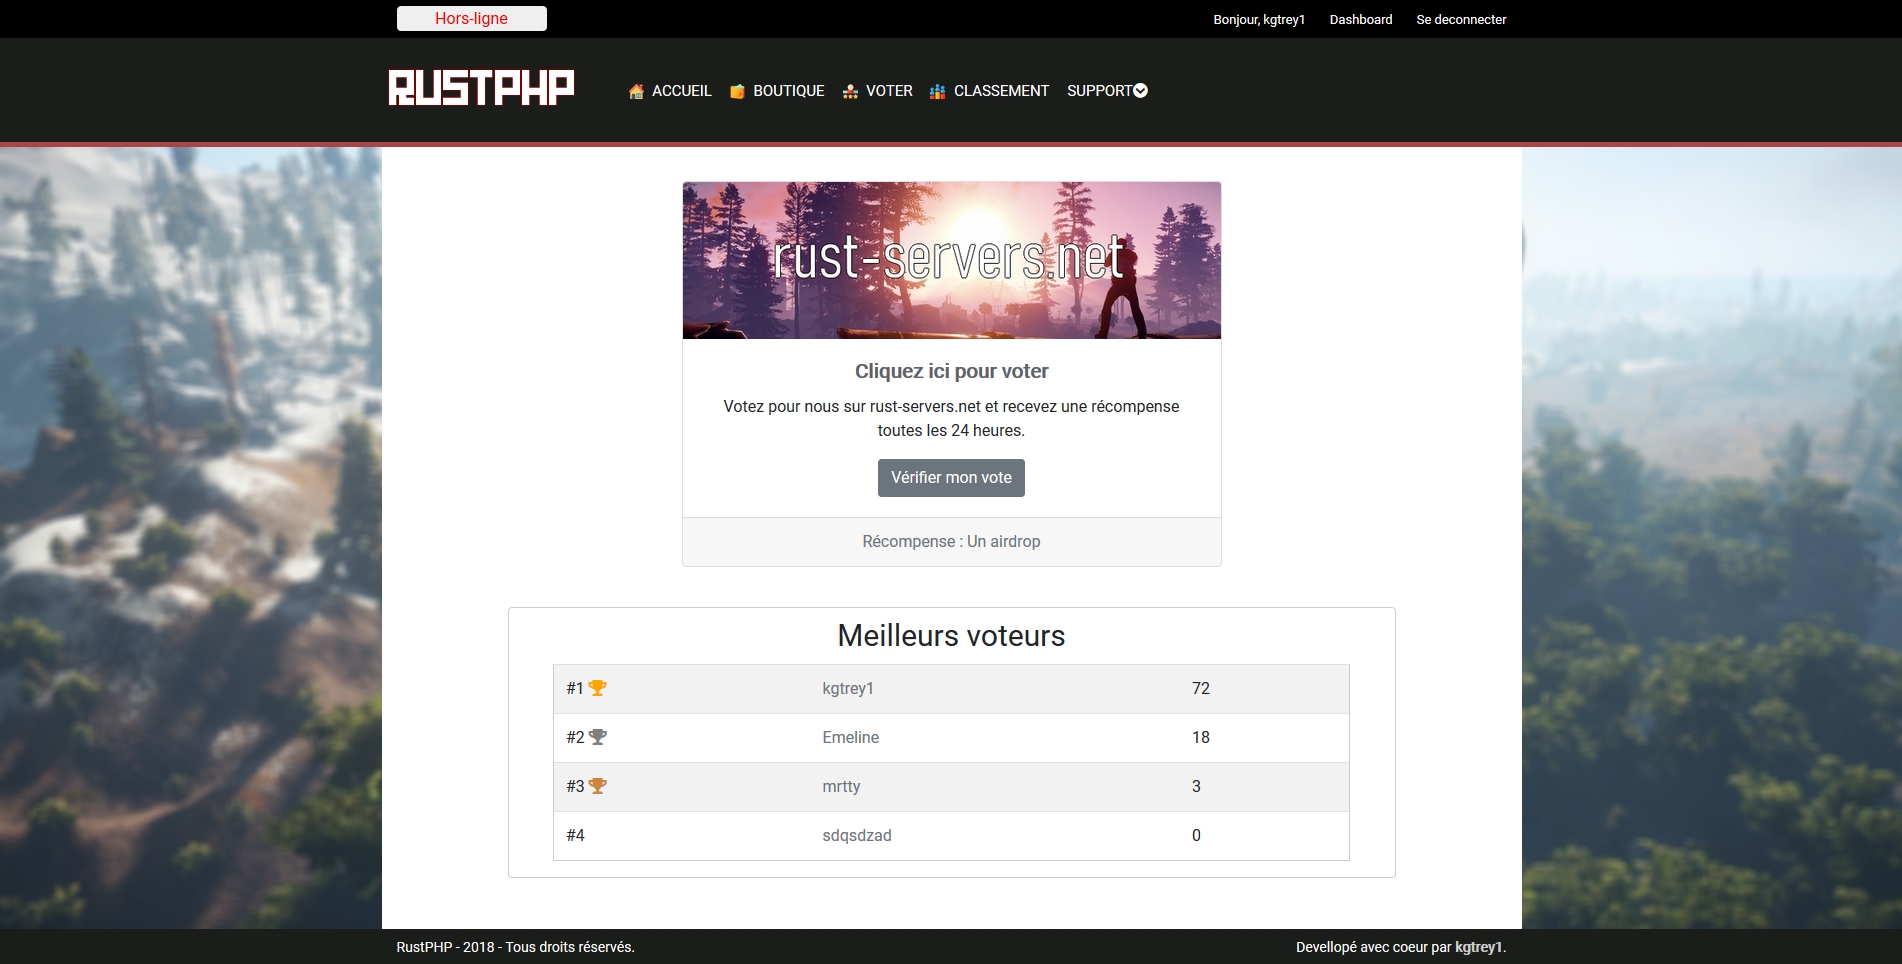 Hors-ligne
Bonjour, kgtrey1 Dashboard Se deconnecter
RUSTPHP
ACCUEIL BOUTIQUE VOTER CLASSEMENT SUPPORT
rust-servers.net
Cliquez ici pour voter
Votez pour nous sur rust-servers.net et recevez une récompense
toutes les 24 heures.
Vérifier mon vote
Récompense : Un airdrop
Meilleurs voteurs
#1 kgtrey1 72
#2 Emeline 18
#3 mrtty 3
#4 sdqsdzad 0
RustPHP - 2018 - Tous droits réservés. Devellopé avec coeur par kgtrey1.